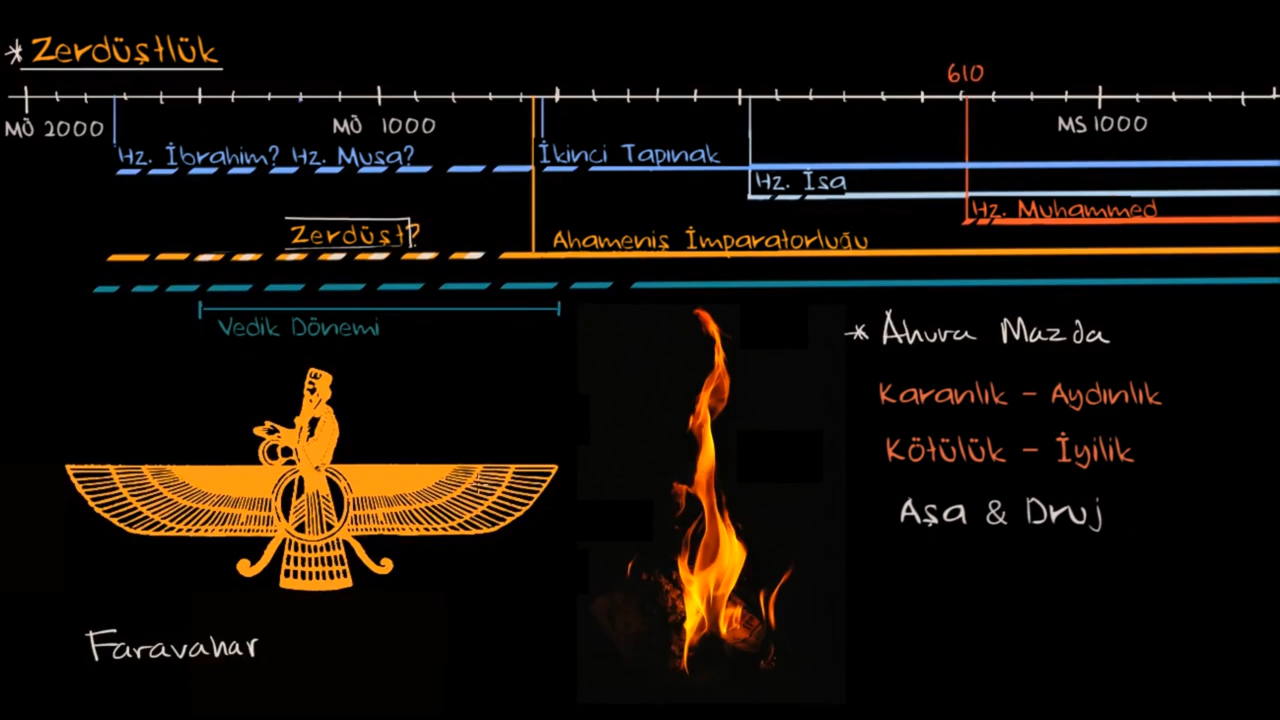 * Zerdüştlük
610
MÖ 2000
MÖ 1000
MS 1000
Hz. İbrahim? Hz. Musa?
İkinci Tapınak
Hz. İsa
Hz. Muhammed
Zerdüşt?
Ahameniş İmparatorluğu
Vedik Dönemi
* Ahura Mazda
Karanlık - Aydınlık
Kötülük - İyilik
Aşa & Druj
Faravahar